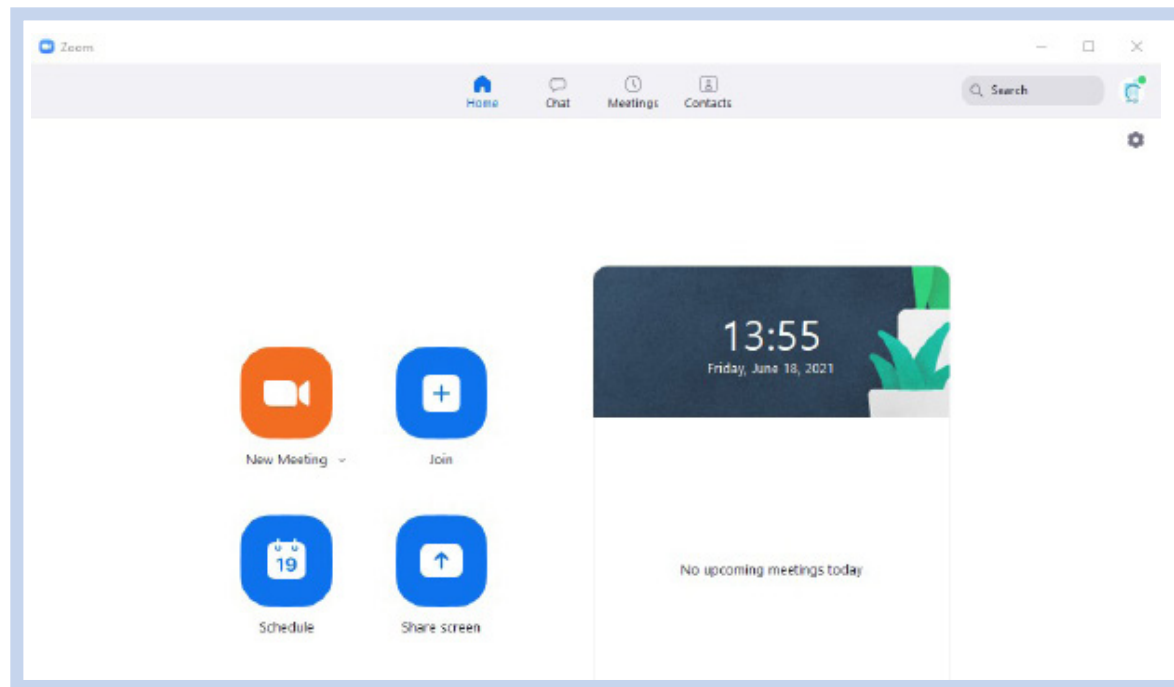 Zoom
Home Chat Meetings Contacts
Search
13:55
Friday, June 18, 2021
New Meeting
Join
19
Schedule
Share screen
No upcoming meetings today